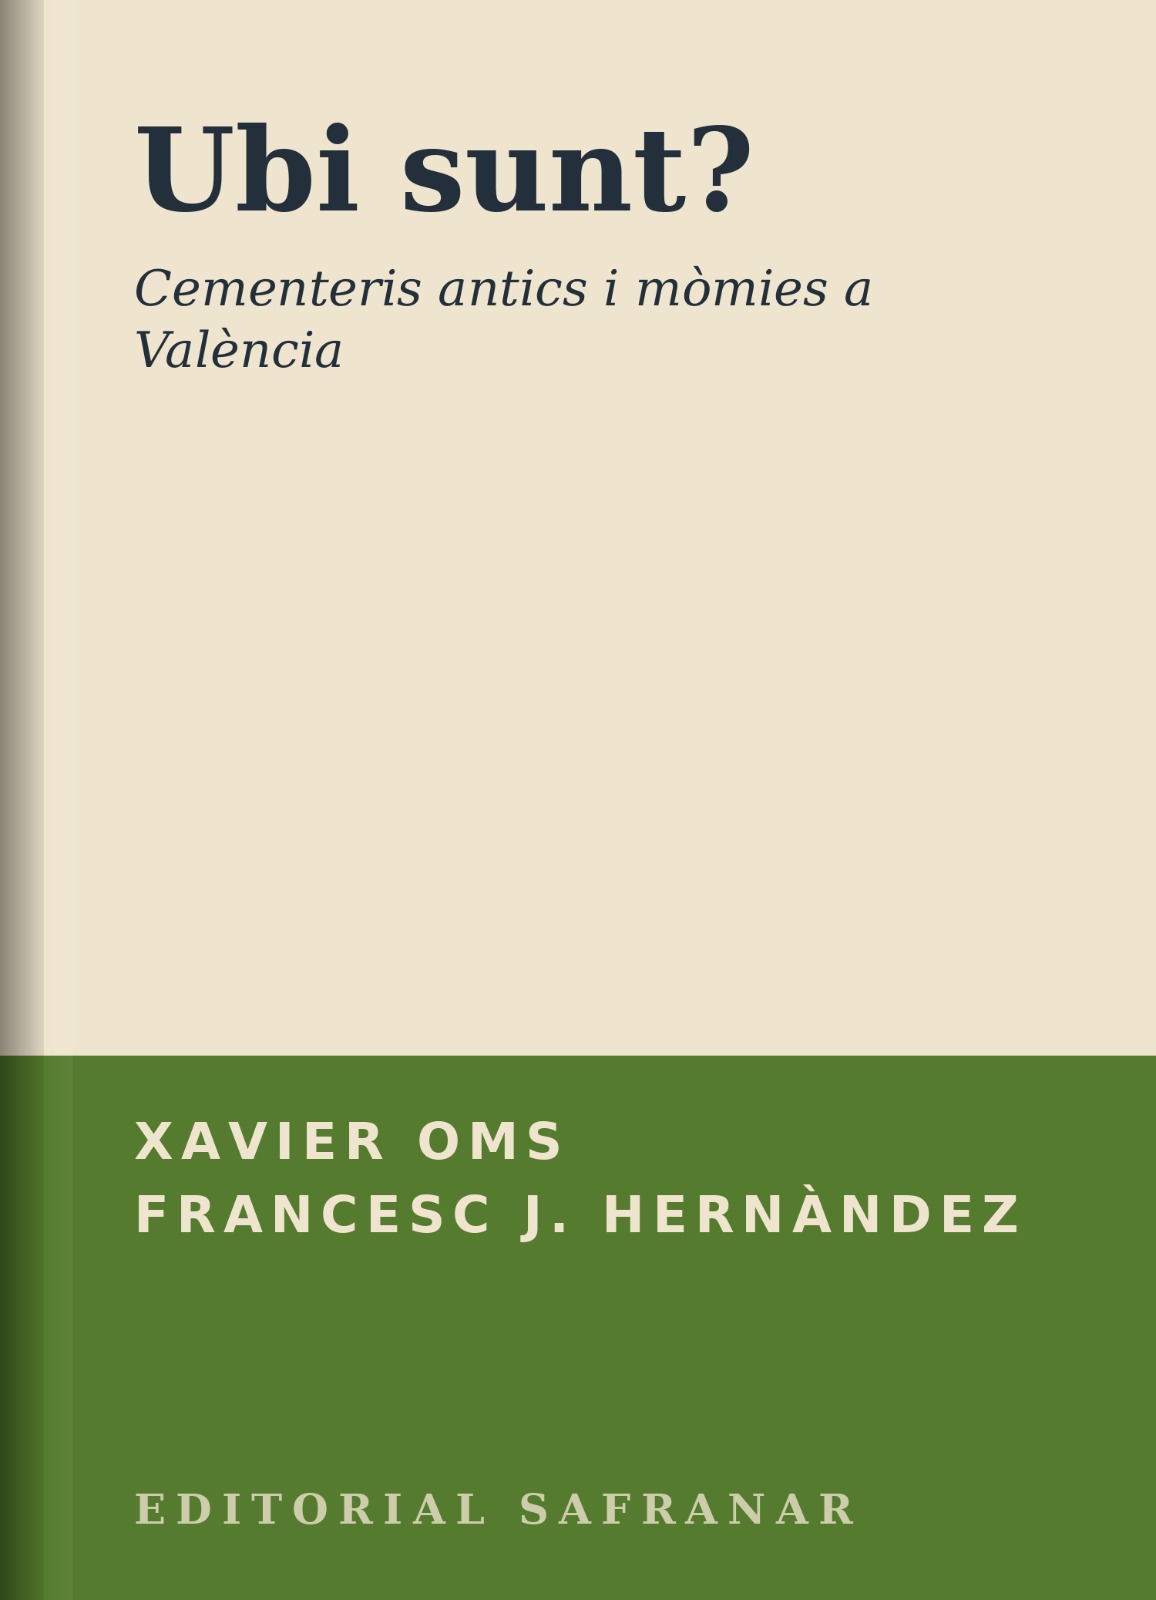 Ubi sunt?
Cementeris antics i mòmies a
València
XAVIER OMS
FRANCESC J. HERNÀNDEZ
EDITORIAL SAFRANAR